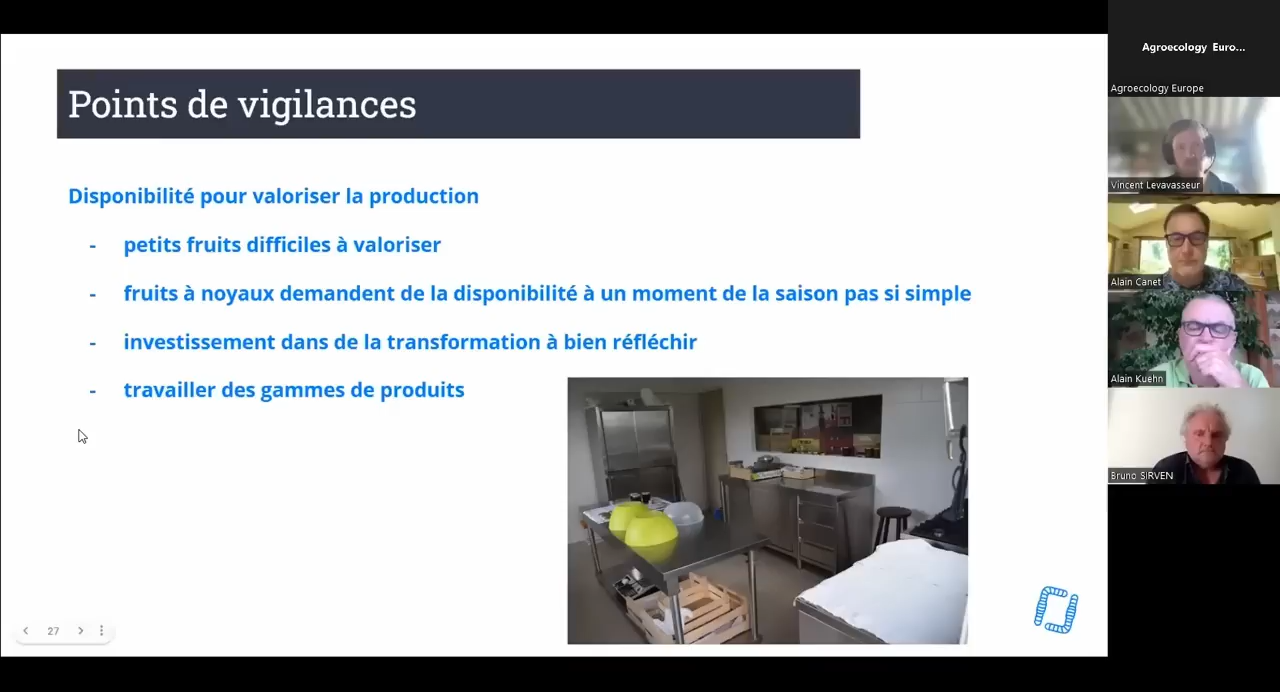 Points de vigilances
Disponibilité pour valoriser la production
- petits fruits difficiles à valoriser
- fruits à noyaux demandent de la disponibilité à un moment de la saison pas si simple
- investissement dans de la transformation à bien réfléchir
- travailler des gammes de produits
27
Agroecology Euro...
Agroecology Europe
Vincent Levavasseur
Alain Canet
Alain Kuehn
Bruno SIRVEN